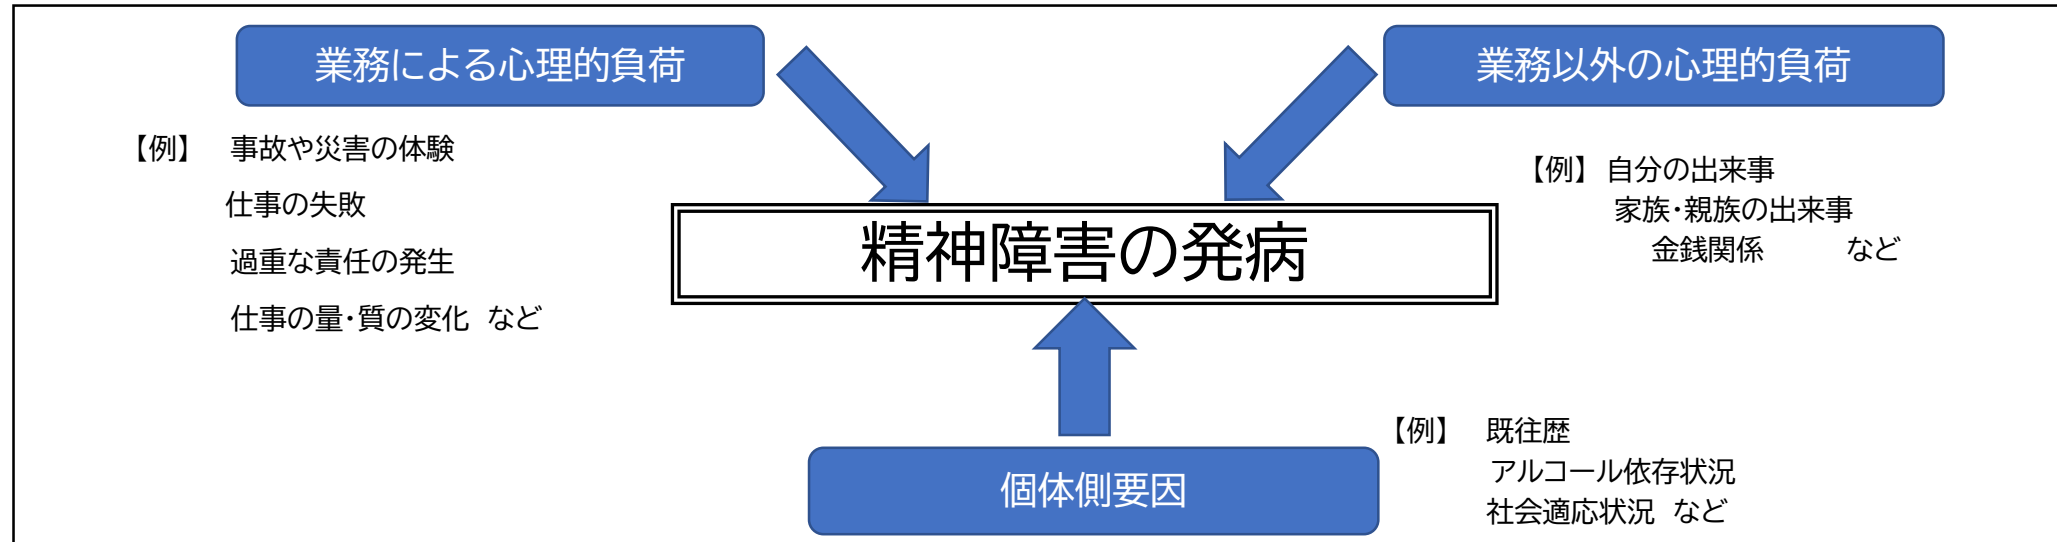 業務による心理的負荷
業務以外の心理的負荷
【例】 事故や災害の体験
仕事の失敗
過重な責任の発生
仕事の量・質の変化 など
【例】自分の出来事
家族・親族の出来事
金銭関係 など
精神障害の発病
個体側要因
【例】 既往歴
アルコール依存状況
社会適応状況 など